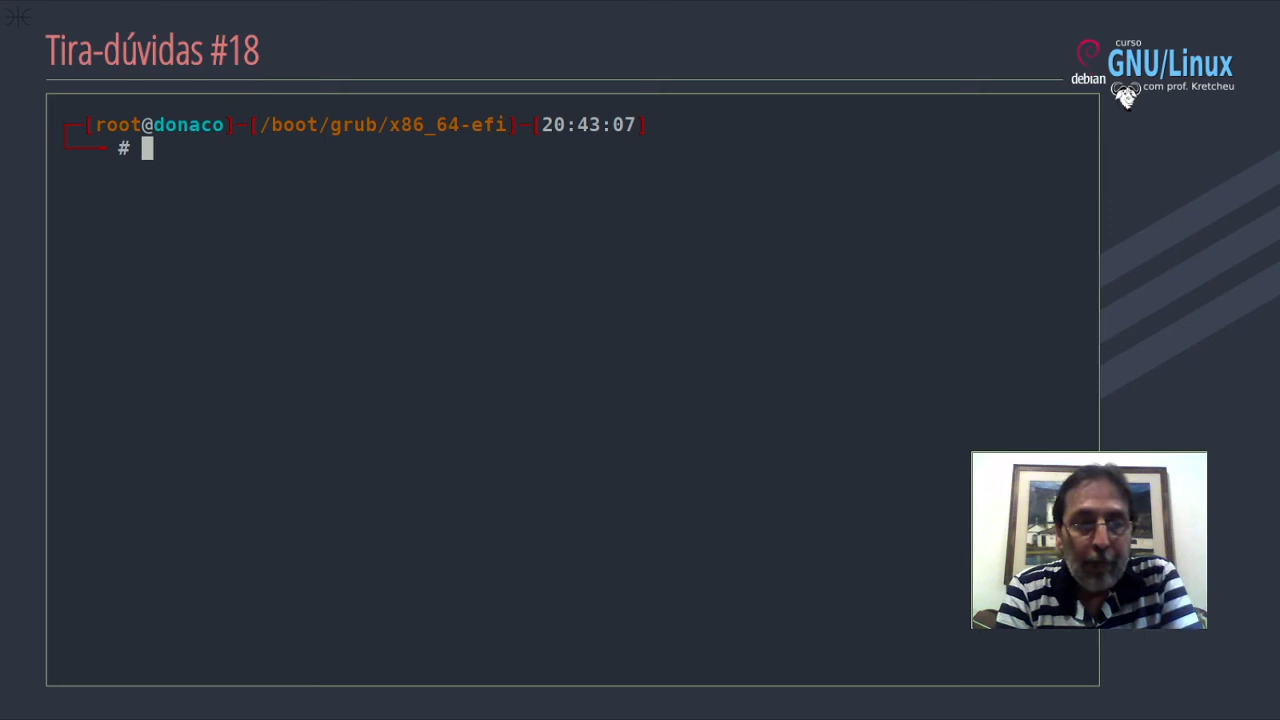 Tira-dúvidas #18
curso
GNU/Linux
debian
com prof. Kretcheu
[root@donaco]-[/boot/grub/x86_64-efi]-[20:43:07]
#